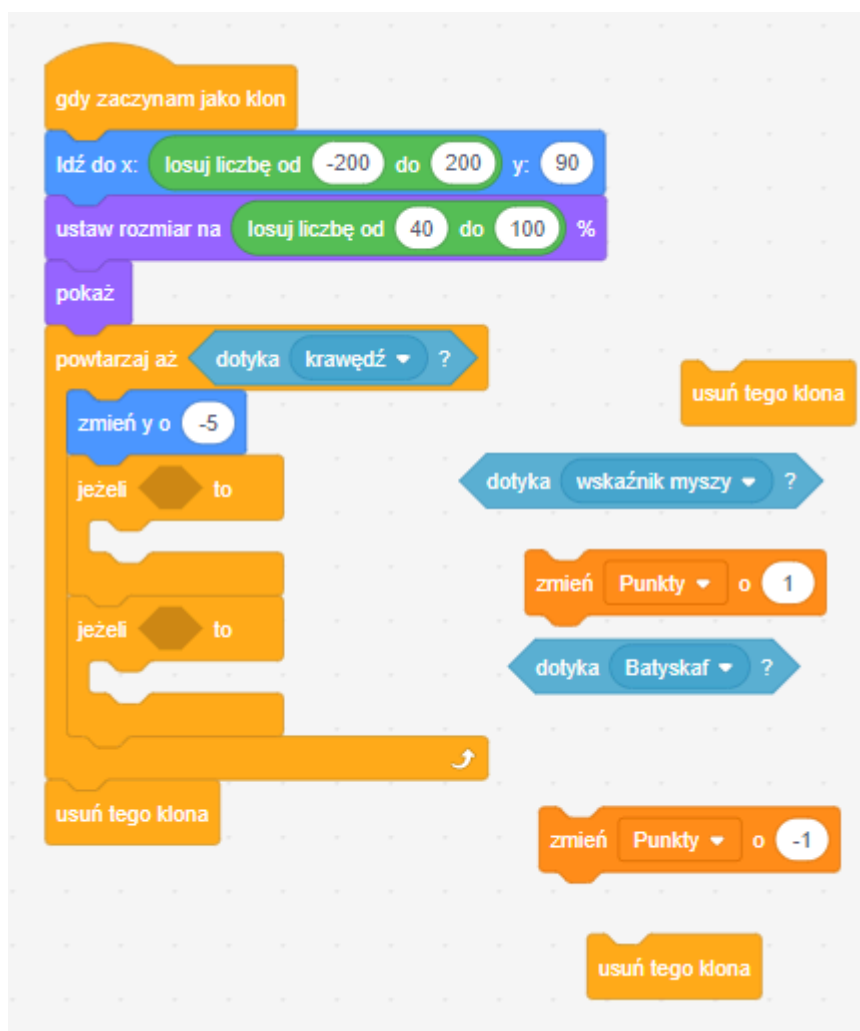 gdy zaczynam jako klon
Idź do x: losuj liczbę od -200 do 200 y: 90
ustaw rozmiar na losuj liczbę od 40 do 100 %
pokaż
powtarzaj aż dotyka krawędź ?
usuń tego klona
zmień y o -5
jeżeli to
dotyka wskaźnik myszy ?
zmień Punkty o 1
jeżeli to
dotyka Batyskaf ?
usuń tego klona
zmień Punkty o -1
usuń tego klona